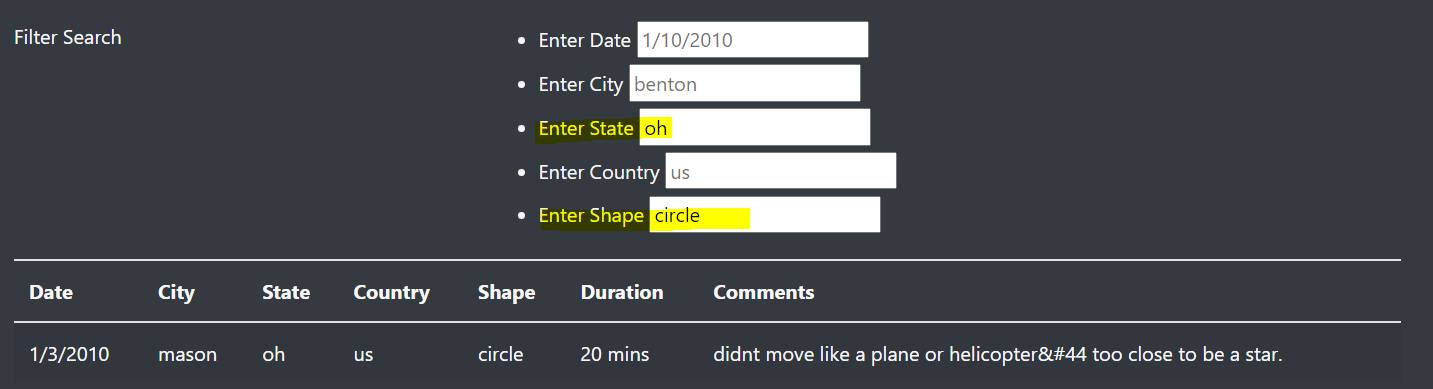 Filter Search
Enter Date 1/10/2010
Enter City benton
Enter State oh
Enter Country us
Enter Shape circle
Date City State Country Shape Duration Comments
1/3/2010 mason oh us circle 20 mins didnt move like a plane or helicopter&#44 too close to be a star.